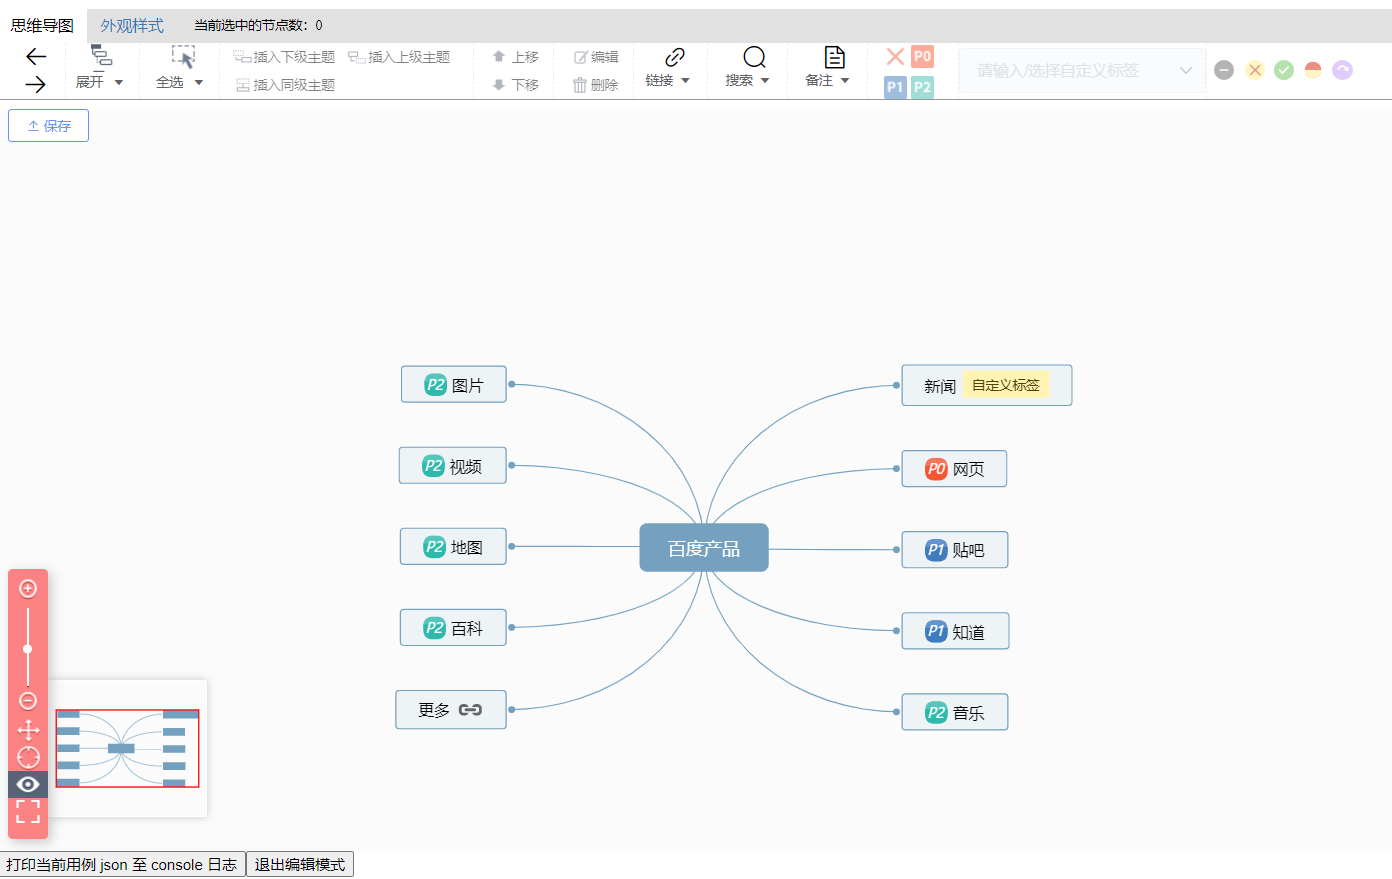 思维导图 外观样式 当前选中的节点数：0
展开 全选 插入下级主题 插入上级主题 插入同级主题 上移 下移 编辑 删除 链接 搜索 备注 P0 P1 P2 请输入/选择自定义标签
保存
P2 图片
P2 视频
P2 地图
P2 百科
更多
百度产品
新闻 自定义标签
P0 网页
P1 贴吧
P1 知道
P2 音乐
打印当前用例 json 至 console 日志 退出编辑模式